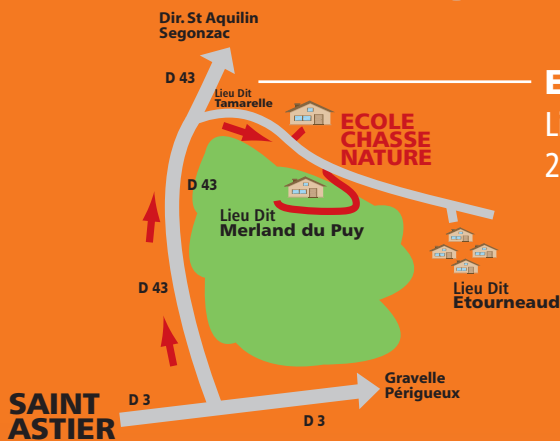 Dir. St Aquilin
Segonzac
D 43
Lieu Dit
Tamarelle
ECOLE
CHASSE
NATURE
D 43
Lieu Dit
Merland du Puy
D 43
Lieu Dit
Etourneaud
Gravelle
Périgueux
SAINT
ASTIER
D 3
D 3